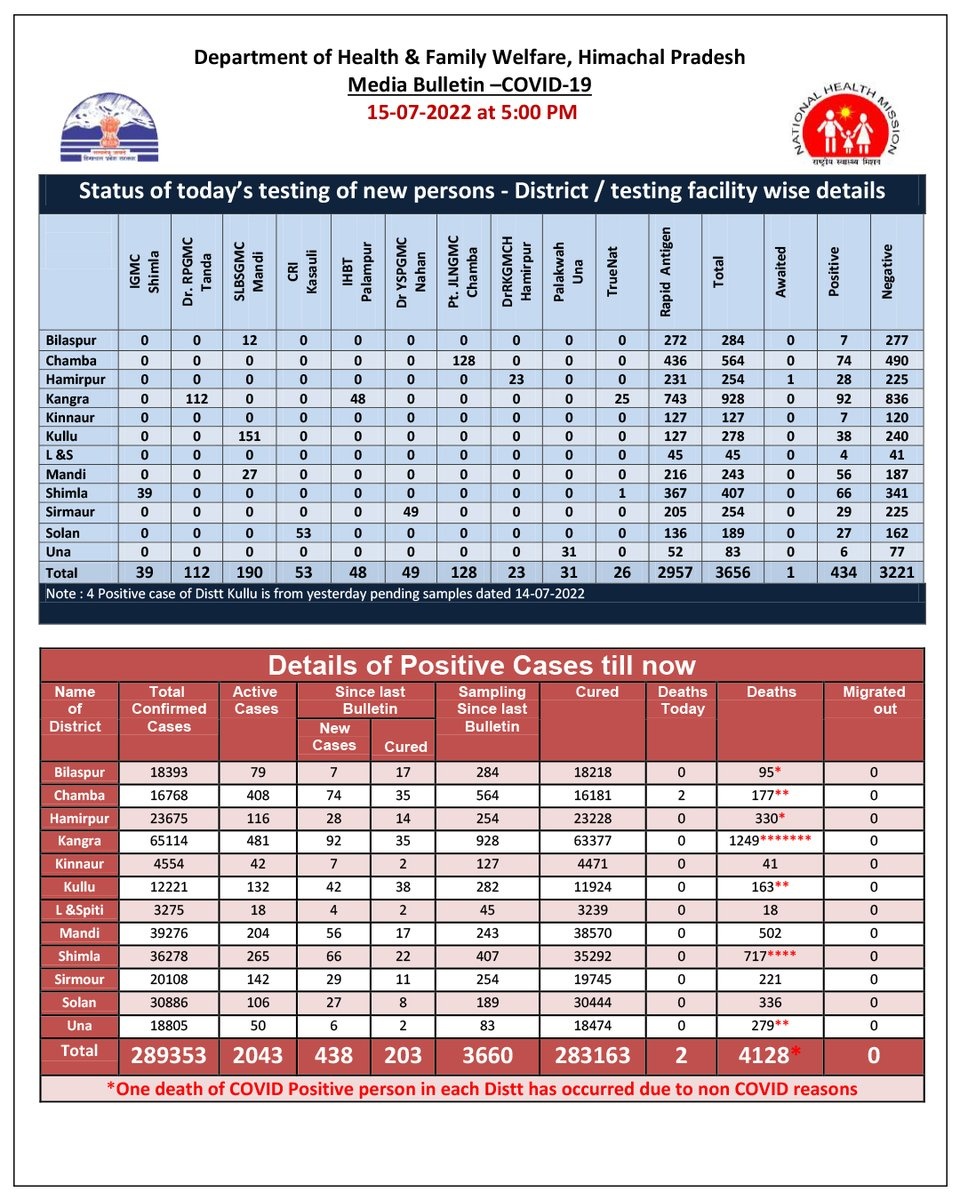 Department of Health & Family Welfare, Himachal Pradesh
Media Bulletin –COVID-19
15-07-2022 at 5:00 PM
हिमाचल प्रदेश सरकार
NATIONAL HEALTH MISSION
राष्ट्रीय स्वास्थ्य मिशन
Status of today’s testing of new persons - District / testing facility wise details
IGMC Shimla Dr. RPGMC Tanda SLBSGMC Mandi CRI Kasauli IHBT Palampur Dr YSPGMC Nahan Pt. JLNGMC Chamba DrRKGMCH Hamirpur Palakwah Una TrueNat Rapid Antigen Total Awaited Positive Negative
Bilaspur 0 0 12 0 0 0 0 0 0 0 272 284 0 7 277
Chamba 0 0 0 0 0 0 128 0 0 0 436 564 0 74 490
Hamirpur 0 0 0 0 0 0 0 23 0 0 231 254 1 28 225
Kangra 0 112 0 0 48 0 0 0 0 25 743 928 0 92 836
Kinnaur 0 0 0 0 0 0 0 0 0 0 127 127 0 7 120
Kullu 0 0 151 0 0 0 0 0 0 0 127 278 0 38 240
L &S 0 0 0 0 0 0 0 0 0 0 45 45 0 4 41
Mandi 0 0 27 0 0 0 0 0 0 0 216 243 0 56 187
Shimla 39 0 0 0 0 0 0 0 0 1 367 407 0 66 341
Sirmaur 0 0 0 0 0 49 0 0 0 0 205 254 0 29 225
Solan 0 0 0 53 0 0 0 0 0 0 136 189 0 27 162
Una 0 0 0 0 0 0 0 0 31 0 52 83 0 6 77
Total 39 112 190 53 48 49 128 23 31 26 2957 3656 1 434 3221
Note : 4 Positive case of Distt Kullu is from yesterday pending samples dated 14-07-2022
Details of Positive Cases till now
Name of District Total Confirmed Cases Active Cases Since last Bulletin Sampling Since last Bulletin Cured Deaths Today Deaths Migrated out
New Cases Cured
Bilaspur 18393 79 7 17 284 18218 0 95* 0
Chamba 16768 408 74 35 564 16181 2 177** 0
Hamirpur 23675 116 28 14 254 23228 0 330* 0
Kangra 65114 481 92 35 928 63377 0 1249******* 0
Kinnaur 4554 42 7 2 127 4471 0 41 0
Kullu 12221 132 42 38 282 11924 0 163** 0
L &Spiti 3275 18 4 2 45 3239 0 18 0
Mandi 39276 204 56 17 243 38570 0 502 0
Shimla 36278 265 66 22 407 35292 0 717**** 0
Sirmour 20108 142 29 11 254 19745 0 221 0
Solan 30886 106 27 8 189 30444 0 336 0
Una 18805 50 6 2 83 18474 0 279** 0
Total 289353 2043 438 203 3660 283163 2 4128* 0
*One death of COVID Positive person in each Distt has occurred due to non COVID reasons